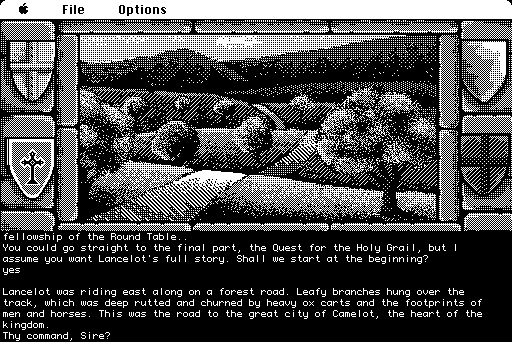 File Options
fellowship of the Round Table..
You could go straight to the final part, the Quest for the Holy Grail, but I
assume you want Lancelot's full story. Shall we start at the beginning?
yes
Lancelot was riding east along on a forest road. Leafy branches hung over the
track, which was deep rutted and churned by heavy ox carts and the footprints of
men and horses. This was the road to the great city of Camelot, the heart of the
kingdom.
Thy command, Sire?